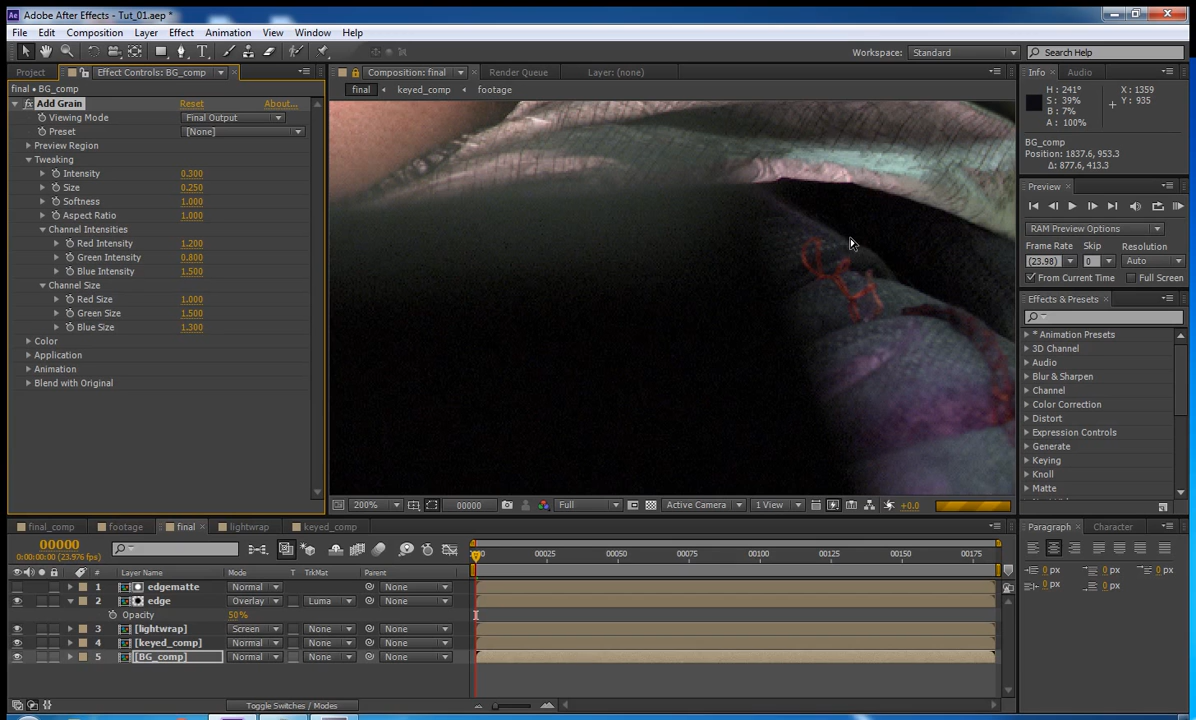 Adobe After Effects - Tut_01.aep *
File Edit Composition Layer Effect Animation View Window Help
Workspace: Standard Search Help
Project Effect Controls: BG_comp
final • BG_comp
fx Add Grain Reset About...
Viewing Mode Final Output
Preset [None]
Preview Region
Tweaking
Intensity 0.300
Size 0.250
Softness 1.000
Aspect Ratio 1.000
Channel Intensities
Red Intensity 1.200
Green Intensity 0.800
Blue Intensity 1.500
Channel Size
Red Size 1.000
Green Size 1.500
Blue Size 1.300
Color
Application
Animation
Blend with Original
Composition: final Render Queue Layer: (none)
final keyed_comp footage
200% 00000 Full Active Camera 1 View +0.0
Info Audio
H : 241° X : 1359
S : 39% Y : 935
B : 7%
A : 100%
BG_comp
Position: 1837.6, 953.3
Δ: 877.6, 413.3
Preview
RAM Preview Options
Frame Rate Skip Resolution
(23.98) 0 Auto
From Current Time Full Screen
Effects & Presets
* Animation Presets
3D Channel
Audio
Blur & Sharpen
Channel
Color Correction
Distort
Expression Controls
Generate
Keying
Knoll
Matte
final_comp footage final lightwrap keyed_comp
00000
0:00:00:00 (23.976 fps)
# Layer Name Mode T TrkMat Parent
00025 00050 00075 00100 00125 00150 00175
1 edgematte Normal None
2 edge Overlay Luma None
Opacity 50%
3 [lightwrap] Screen None None
4 [keyed_comp] Normal None None
5 [BG_comp] Normal None None
Toggle Switches / Modes
Paragraph Character
0 px 0 px 0 px
0 px 0 px